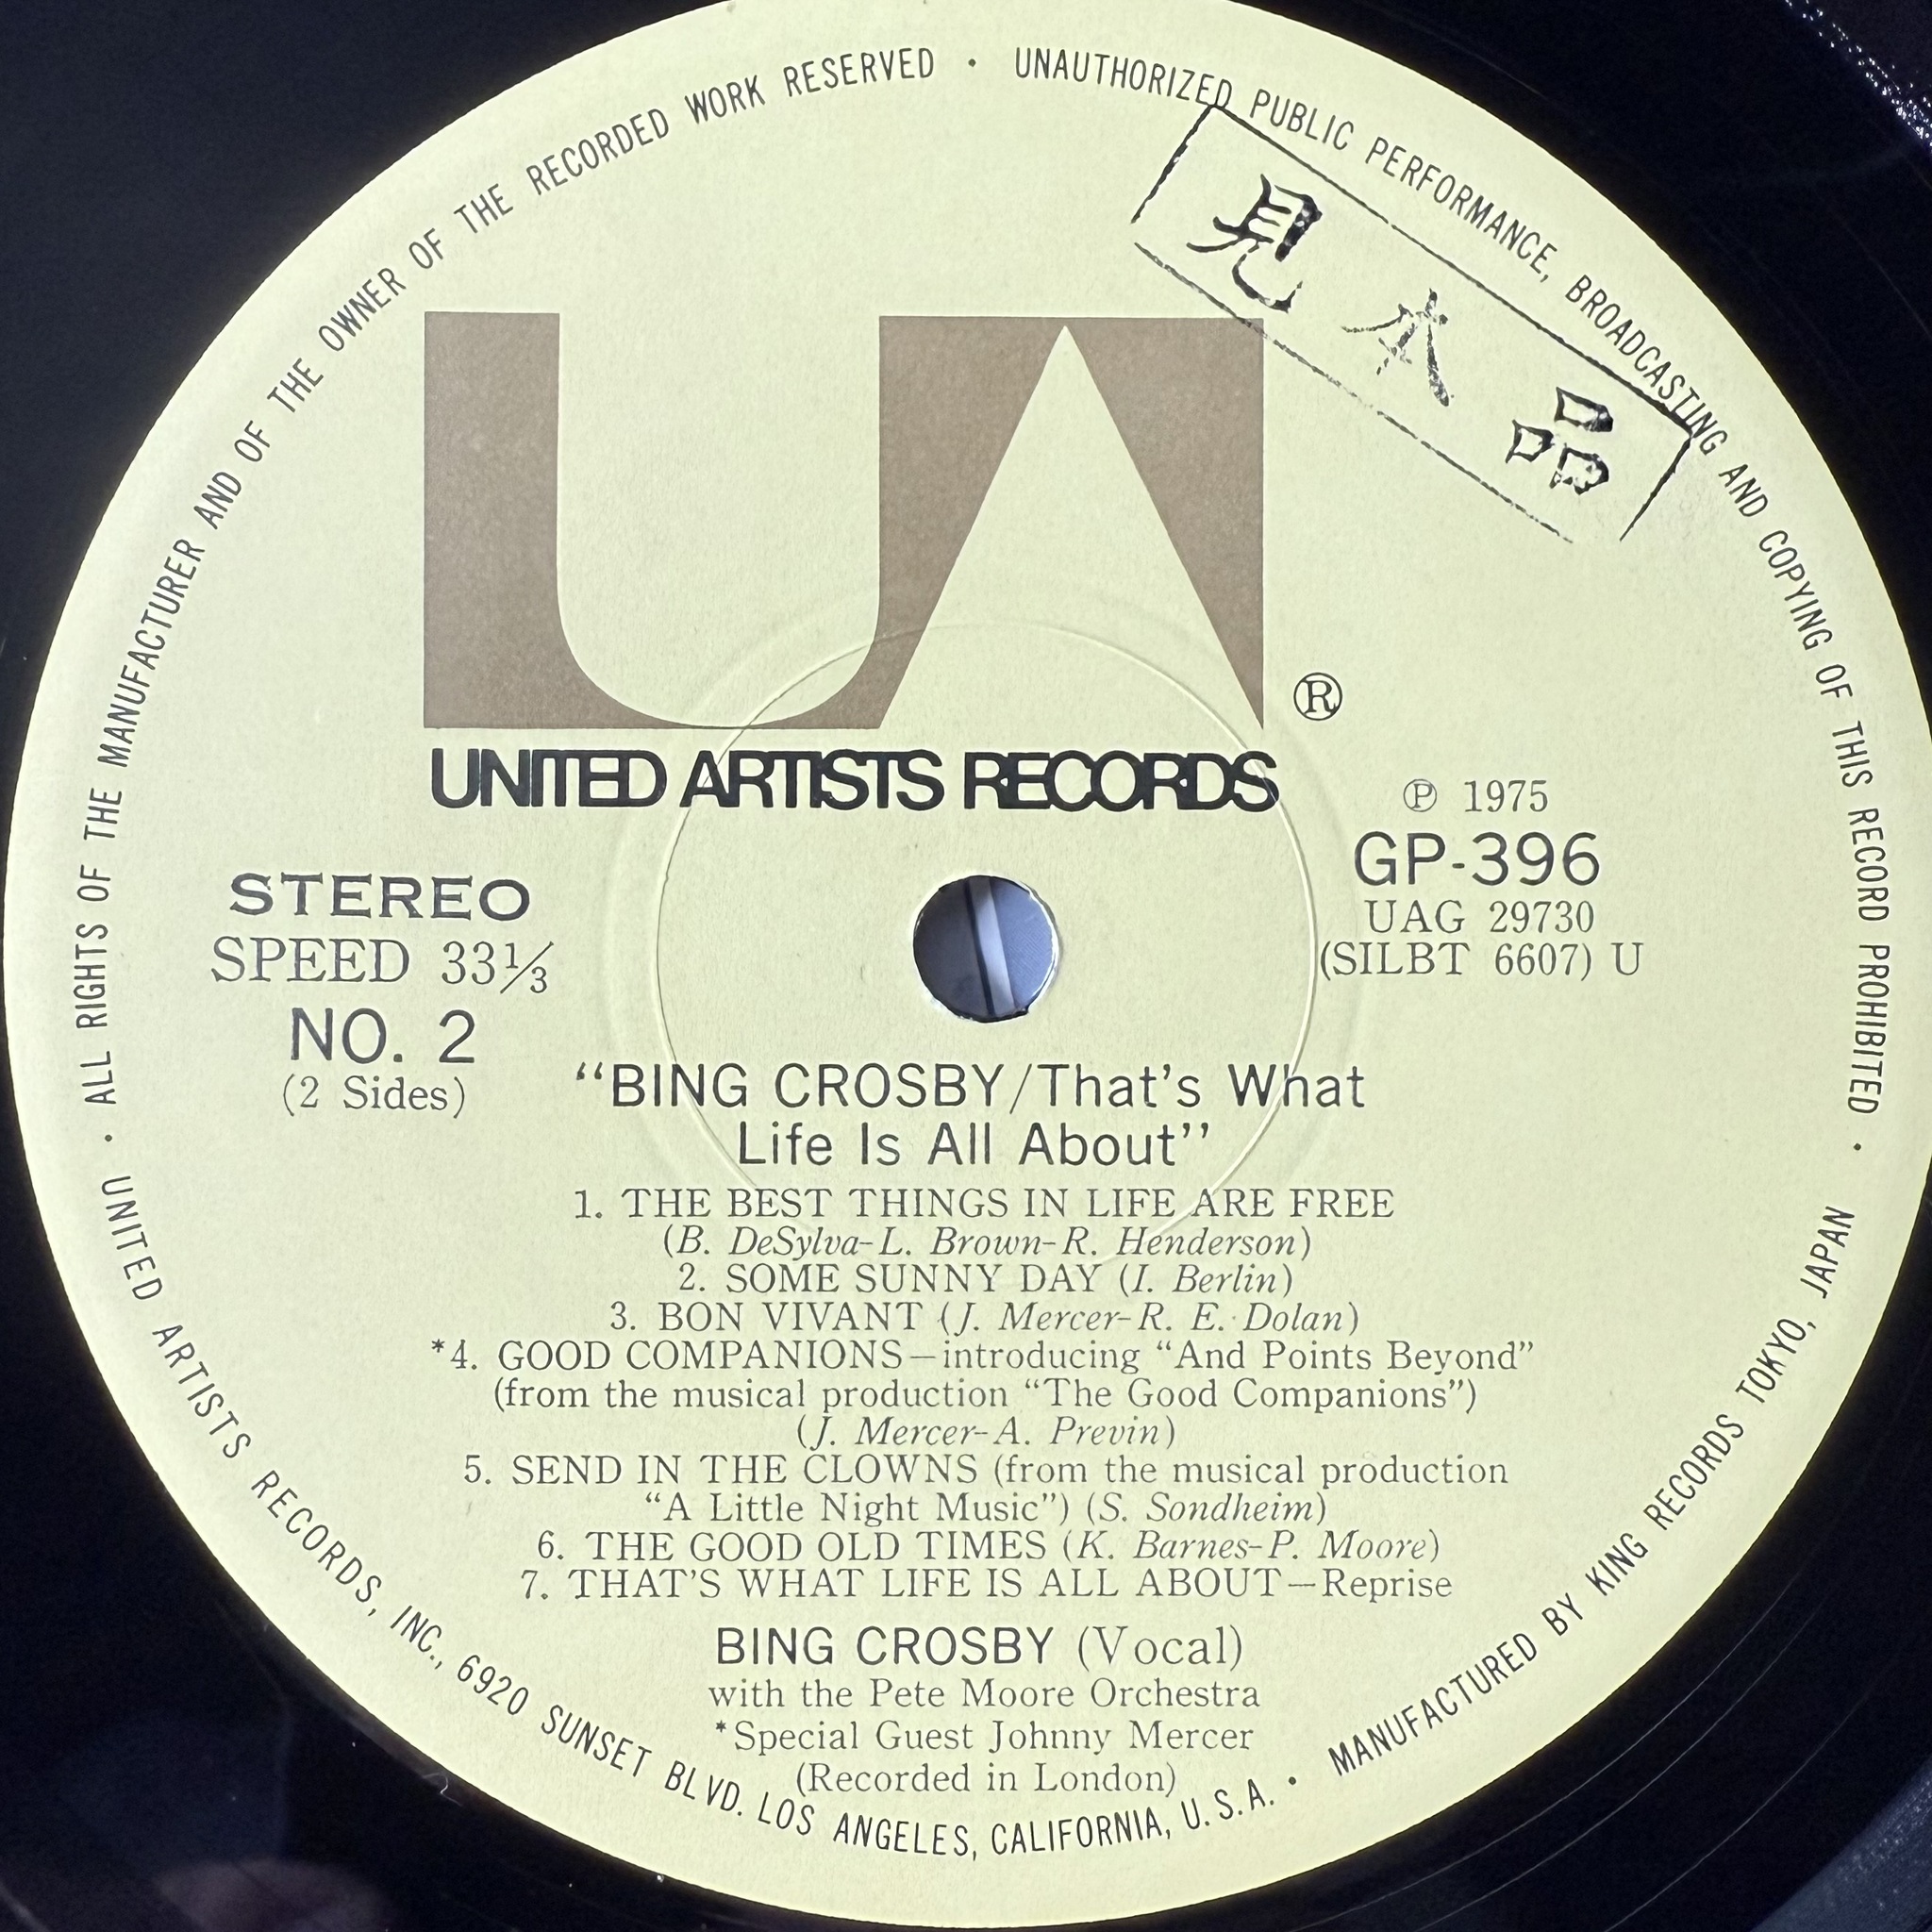 ALL RIGHTS OF THE MANUFACTURER AND OF THE OWNER OF THE RECORDED WORK RESERVED · UNAUTHORIZED PUBLIC PERFORMANCE, BROADCASTING AND COPYING OF THIS RECORD PROHIBITED ·
見本品
UA ®
UNITED ARTISTS RECORDS
℗ 1975
GP-396
UAG 29730
(SILBT 6607) U
STEREO
SPEED 33⅓
NO. 2
(2 Sides)
“BING CROSBY/That's What
Life Is All About”
1. THE BEST THINGS IN LIFE ARE FREE
(B. DeSylva-L. Brown-R. Henderson)
2. SOME SUNNY DAY (I. Berlin)
3. BON VIVANT (J. Mercer-R. E. Dolan)
*4. GOOD COMPANIONS—introducing “And Points Beyond”
(from the musical production “The Good Companions”)
(J. Mercer-A. Previn)
5. SEND IN THE CLOWNS (from the musical production
“A Little Night Music”) (S. Sondheim)
6. THE GOOD OLD TIMES (K. Barnes-P. Moore)
7. THAT'S WHAT LIFE IS ALL ABOUT—Reprise
BING CROSBY (Vocal)
with the Pete Moore Orchestra
*Special Guest Johnny Mercer
(Recorded in London)
UNITED ARTISTS RECORDS, INC., 6920 SUNSET BLVD. LOS ANGELES, CALIFORNIA, U.S.A. · MANUFACTURED BY KING RECORDS TOKYO, JAPAN